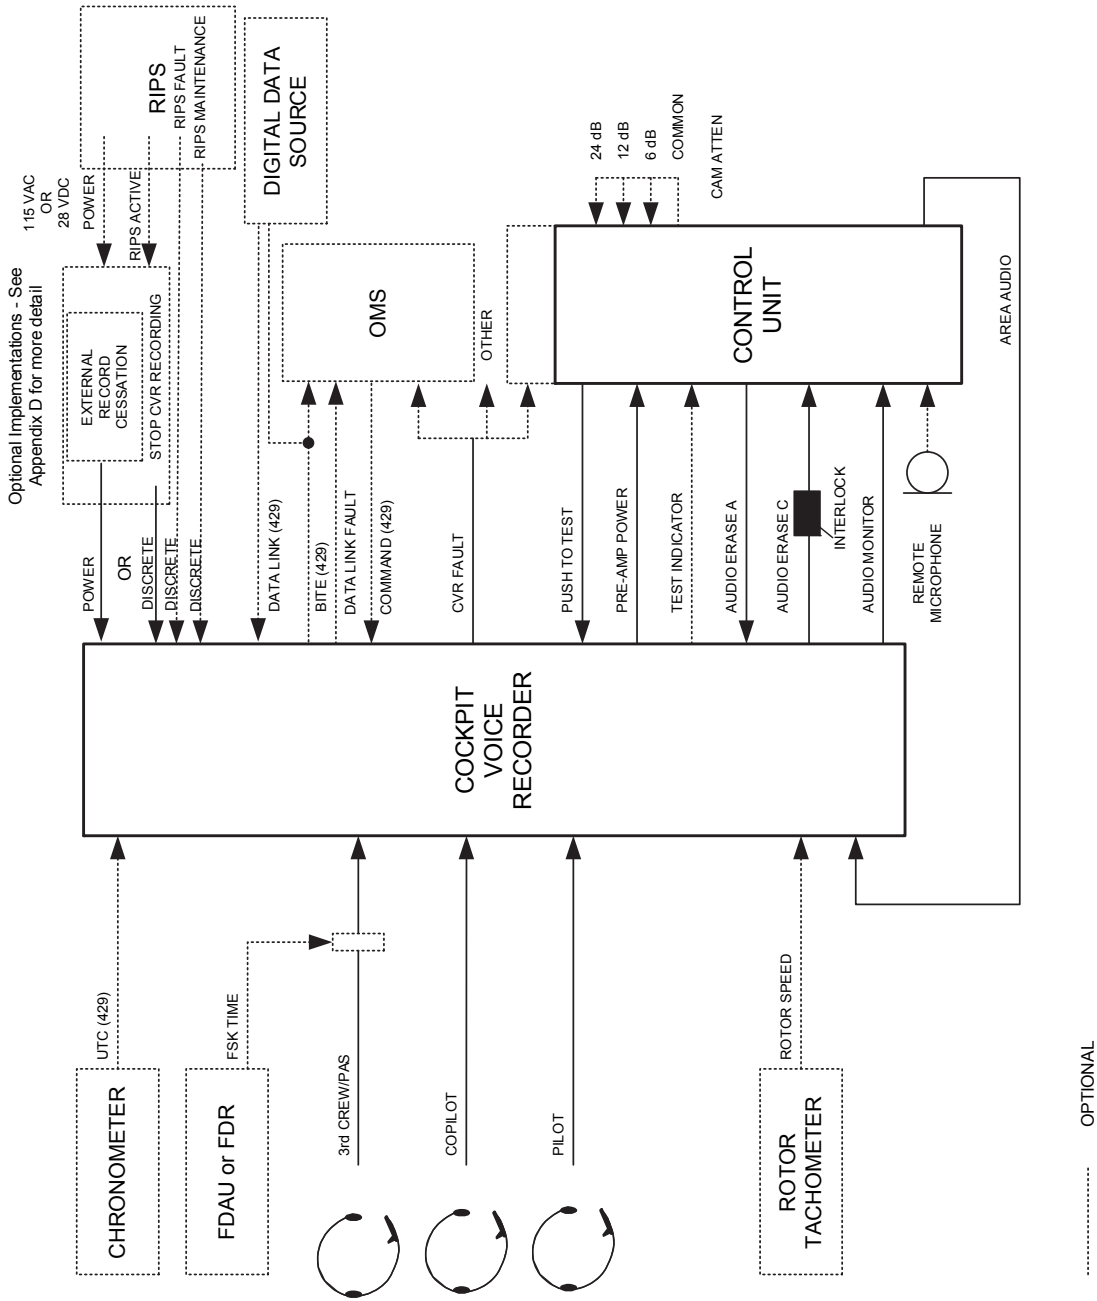 Optional Implementations - See
Appendix D for more detail
115 VAC
OR
28 VDC
POWER
RIPS ACTIVE
RIPS
RIPS FAULT
RIPS MAINTENANCE
EXTERNAL
RECORD
CESSATION
STOP CVR RECORDING
POWER
OR
DISCRETE
DISCRETE
DISCRETE
DIGITAL DATA
SOURCE
DATA LINK (429)
BITE (429)
DATA LINK FAULT
COMMAND (429)
OMS
CVR FAULT
OTHER
24 dB
12 dB
6 dB
COMMON
CAM ATTEN
CONTROL
UNIT
PUSH TO TEST
PRE-AMP POWER
TEST INDICATOR
AUDIO ERASE A
AUDIO ERASE C
INTERLOCK
AUDIO MONITOR
REMOTE
MICROPHONE
AREA AUDIO
COCKPIT
VOICE
RECORDER
CHRONOMETER
UTC (429)
FDAU or FDR
FSK TIME
3rd CREW/PAS
COPILOT
PILOT
ROTOR
TACHOMETER
ROTOR SPEED
OPTIONAL